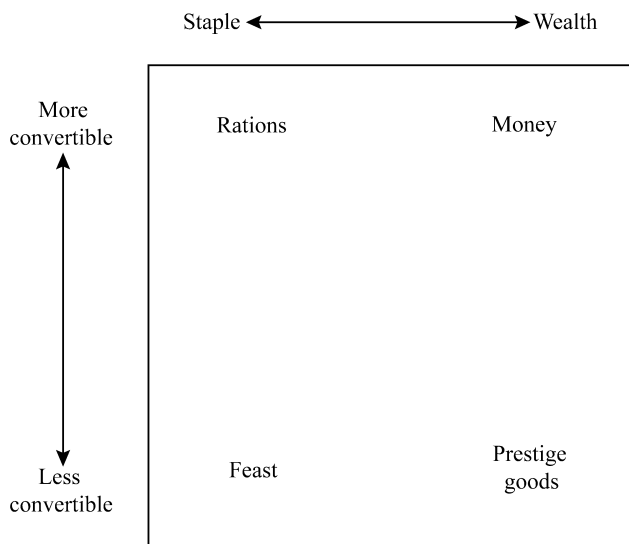 Staple Wealth
More
convertible
Rations Money
Less
convertible
Feast
Prestige
goods